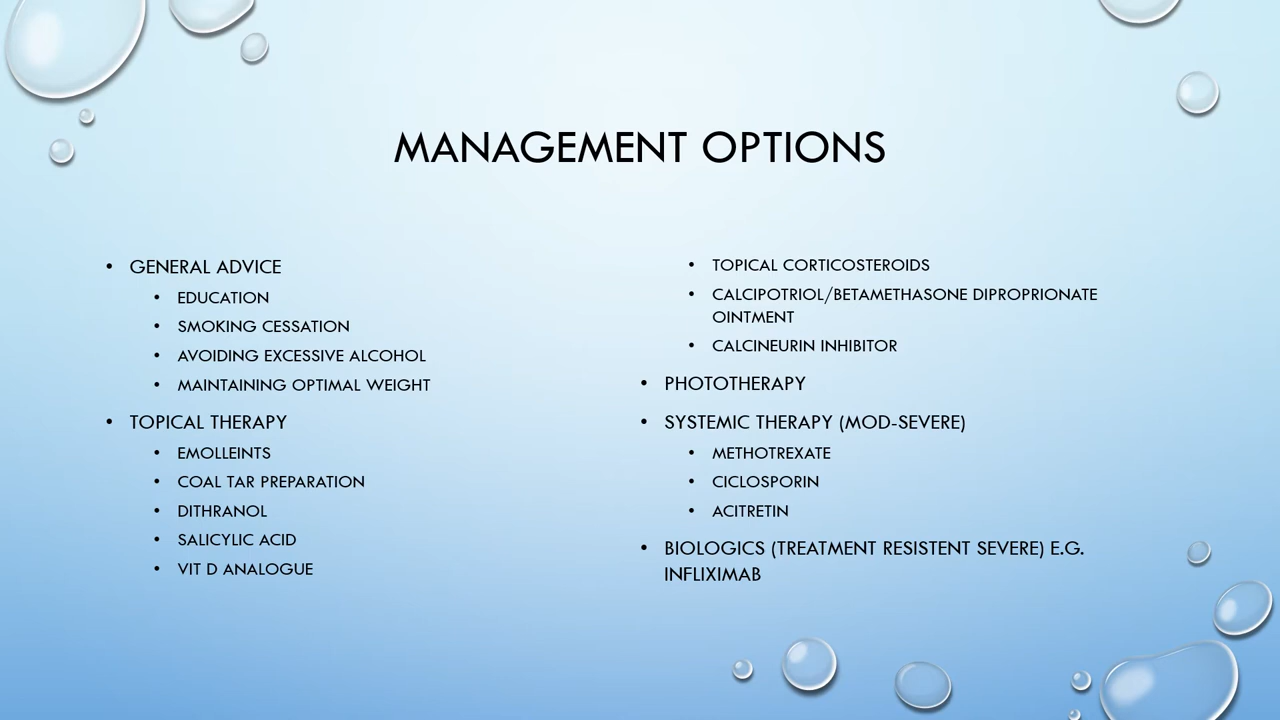 MANAGEMENT OPTIONS
• GENERAL ADVICE
• EDUCATION
• SMOKING CESSATION
• AVOIDING EXCESSIVE ALCOHOL
• MAINTAINING OPTIMAL WEIGHT
• TOPICAL THERAPY
• EMOLLEINTS
• COAL TAR PREPARATION
• DITHRANOL
• SALICYLIC ACID
• VIT D ANALOGUE
• TOPICAL CORTICOSTEROIDS
• CALCIPOTRIOL/BETAMETHASONE DIPROPRIONATE
OINTMENT
• CALCINEURIN INHIBITOR
• PHOTOTHERAPY
• SYSTEMIC THERAPY (MOD-SEVERE)
• METHOTREXATE
• CICLOSPORIN
• ACITRETIN
• BIOLOGICS (TREATMENT RESISTENT SEVERE) E.G.
INFLIXIMAB